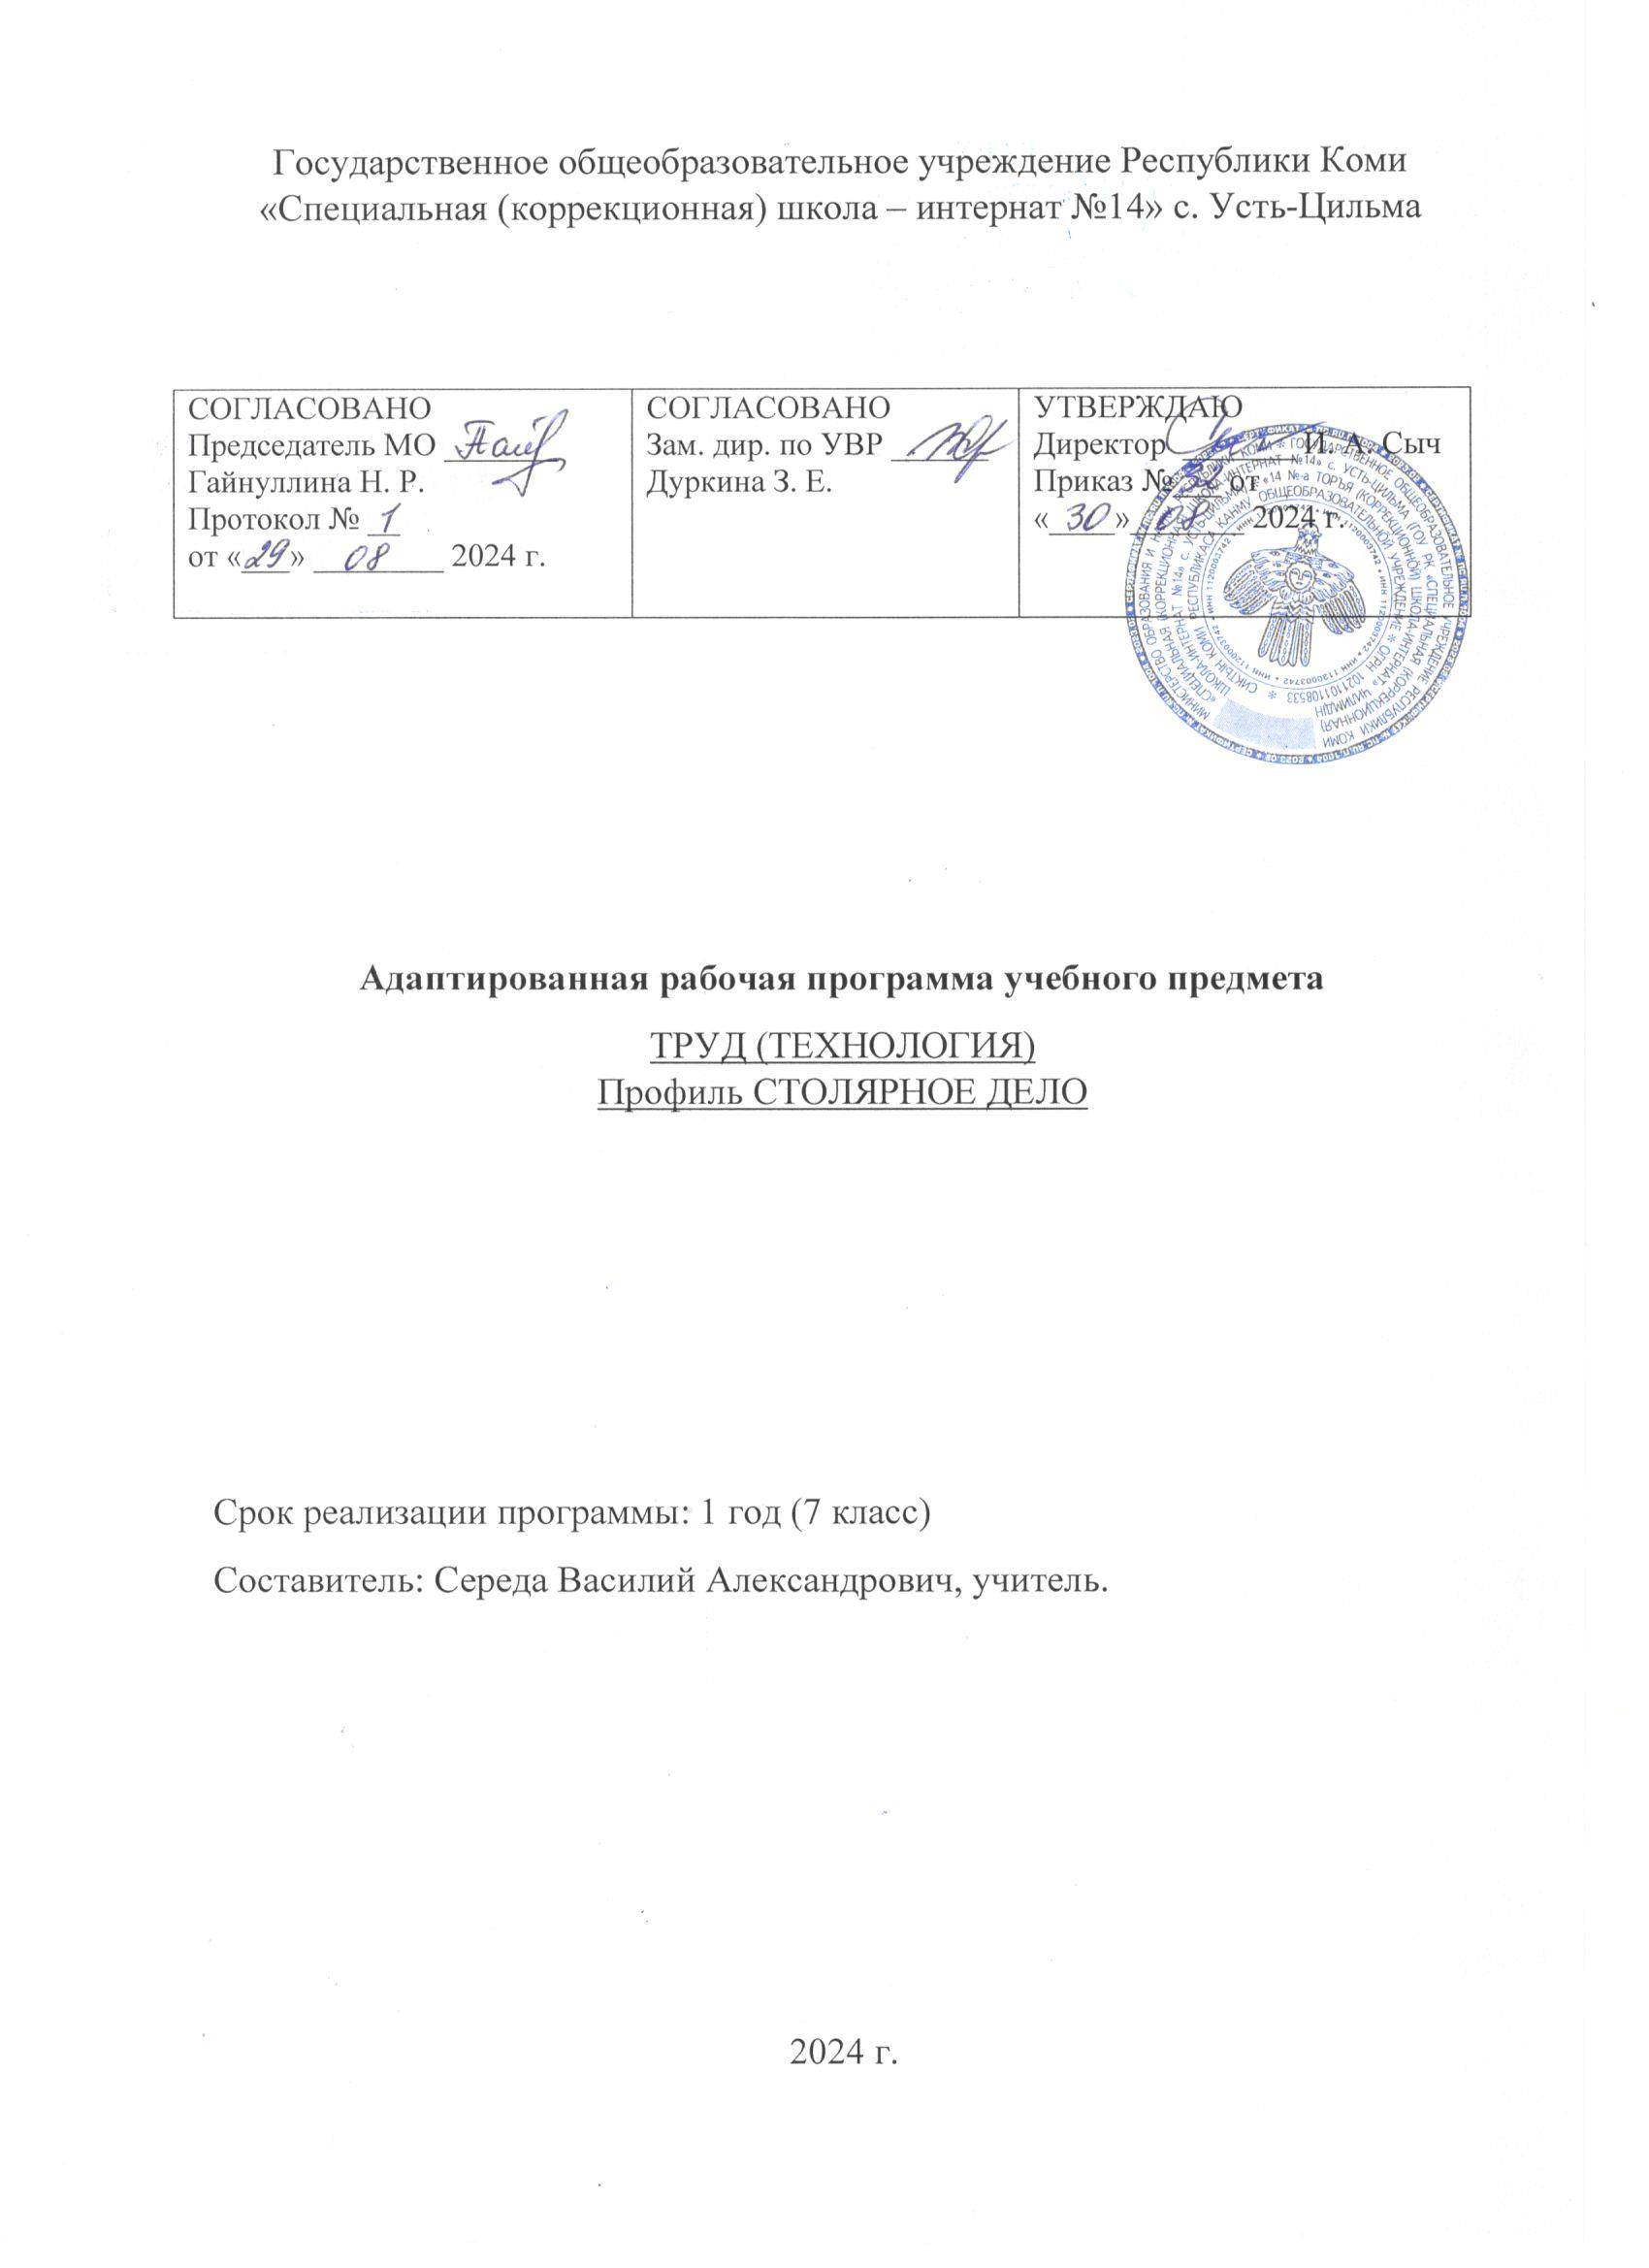 Государственное общеобразовательное учреждение Республики Коми
«Специальная (коррекционная) школа – интернат №14» с. Усть-Цильма
СОГЛАСОВАНО
Председатель МО
Гайнуллина Н. Р.
Протокол № 1
от «29» 08 2024 г.
СОГЛАСОВАНО
Зам. дир. по УВР
Дуркина З. Е.
УТВЕРЖДАЮ
Директор И. А. Сыч
Приказ № от
«30» 08 2024 г.
Адаптированная рабочая программа учебного предмета
ТРУД (ТЕХНОЛОГИЯ)
Профиль СТОЛЯРНОЕ ДЕЛО
Срок реализации программы: 1 год (7 класс)
Составитель: Середа Василий Александрович, учитель.
2024 г.